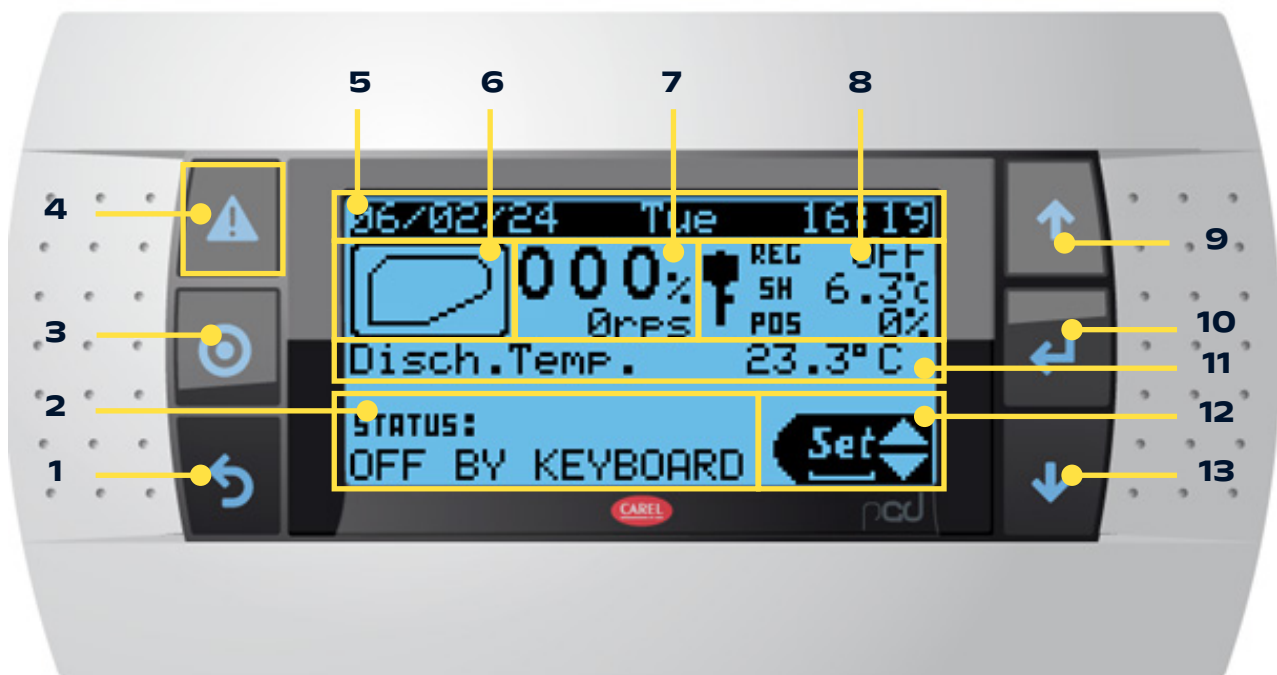 5 6 7 8
4
3
2
1
06/02/24 Tue 16:19
000% REG OFF
SH 6.3°c
0rps POS 0%
Disch.Temp. 23.3°C
STATUS:
OFF BY KEYBOARD
Set
CAREL
pGD
9
10
11
12
13